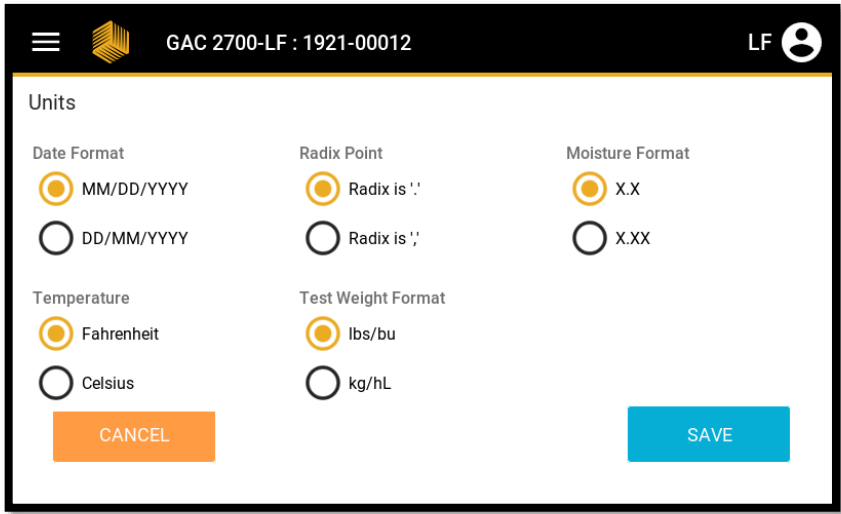 GAC 2700-LF : 1921-00012
LF
Units
Date Format
MM/DD/YYYY
DD/MM/YYYY
Radix Point
Radix is '.'
Radix is ','
Moisture Format
X.X
X.XX
Temperature
Fahrenheit
Celsius
Test Weight Format
lbs/bu
kg/hL
CANCEL
SAVE